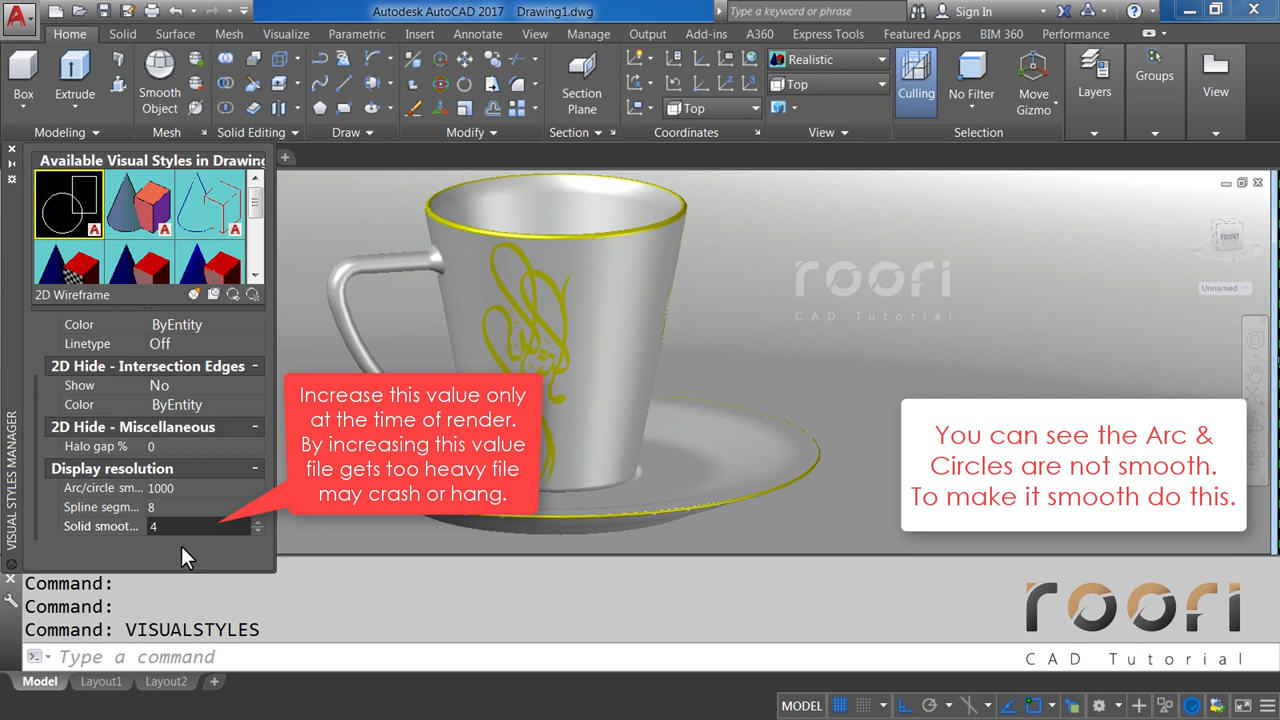 Autodesk AutoCAD 2017 Drawing1.dwg
Type a keyword or phrase
Sign In
Home Solid Surface Mesh Visualize Parametric Insert Annotate View Manage Output Add-ins A360 Express Tools Featured Apps BIM 360 Performance
Box
Extrude
Smooth
Object
Section
Plane
Realistic
Top
Top
Culling
No Filter
Move
Gizmo
Layers
Groups
View
Modeling
Mesh
Solid Editing
Draw
Modify
Section
Coordinates
View
Selection
Available Visual Styles in Drawing
2D Wireframe
Color ByEntity
Linetype Off
2D Hide - Intersection Edges
Show No
Color ByEntity
2D Hide - Miscellaneous
Halo gap % 0
Display resolution
Arc/circle sm... 1000
Spline segm... 8
Solid smoot... 4
VISUAL STYLES MANAGER
Increase this value only
at the time of render.
By increasing this value
file gets too heavy file
may crash or hang.
roori
CAD Tutorial
FRONT
Unnamed
You can see the Arc &
Circles are not smooth.
To make it smooth do this.
Command:
Command:
Command: VISUALSTYLES
Type a command
roori
CAD Tutorial
Model Layout1 Layout2 +
MODEL